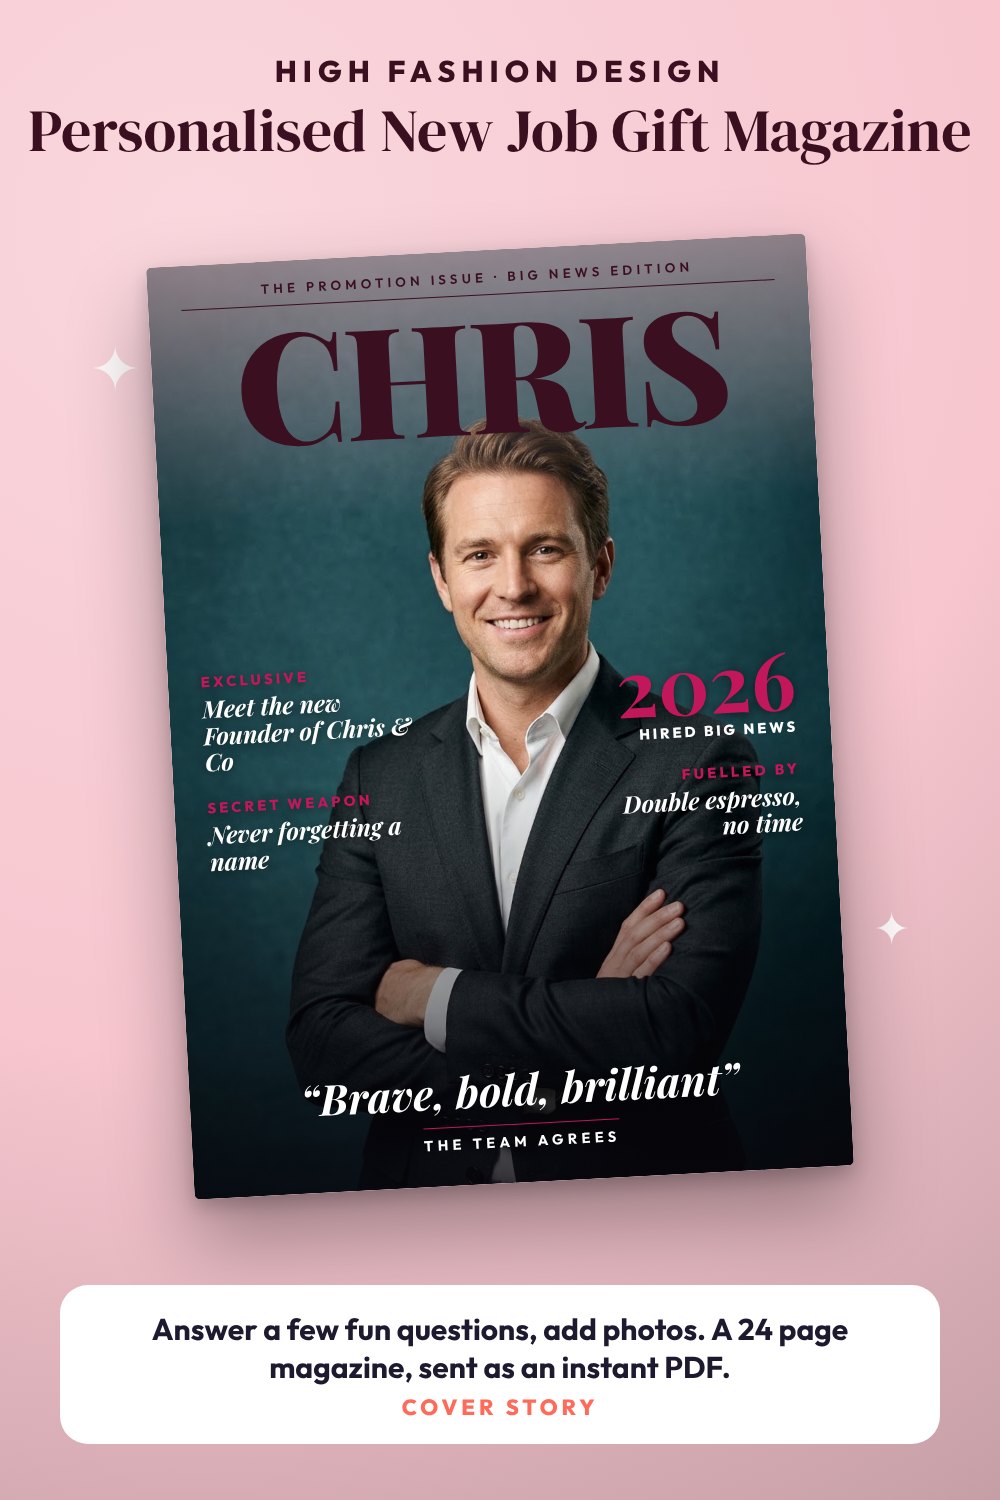 HIGH FASHION DESIGN
Personalised New Job Gift Magazine
THE PROMOTION ISSUE · BIG NEWS EDITION
CHRIS
EXCLUSIVE
Meet the new
Founder of Chris &
Co
SECRET WEAPON
Never forgetting a
name
2026
HIRED BIG NEWS
FUELLED BY
Double espresso,
no time
“Brave, bold, brilliant”
THE TEAM AGREES
Answer a few fun questions, add photos. A 24 page
magazine, sent as an instant PDF.
COVER STORY